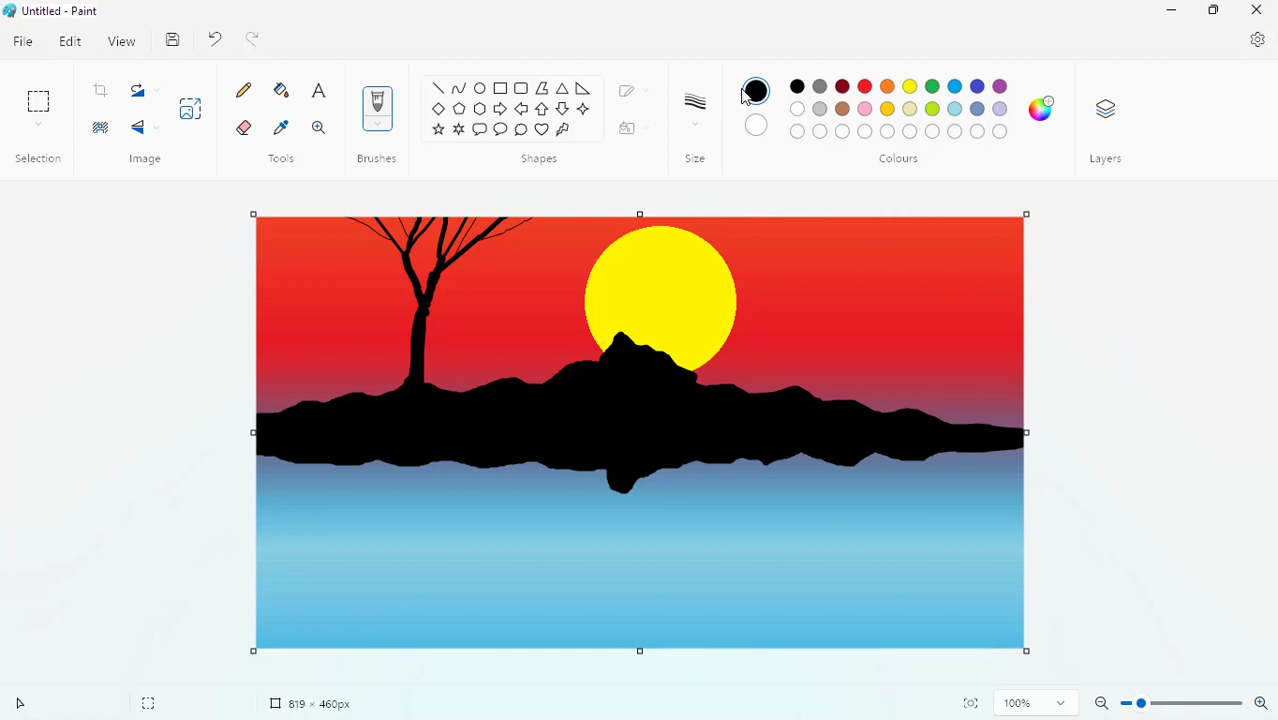 Untitled - Paint
File Edit View
Selection Image Tools Brushes Shapes Size Colours Layers
819 × 460px 100%